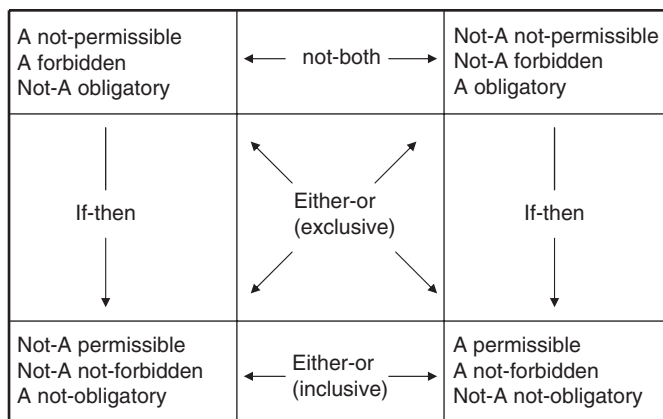 A not-permissible
A forbidden
Not-A obligatory
not-both
Not-A not-permissible
Not-A forbidden
A obligatory
If-then
Either-or
(exclusive)
If-then
Not-A permissible
Not-A not-forbidden
A not-obligatory
Either-or
(inclusive)
A permissible
A not-forbidden
Not-A not-obligatory